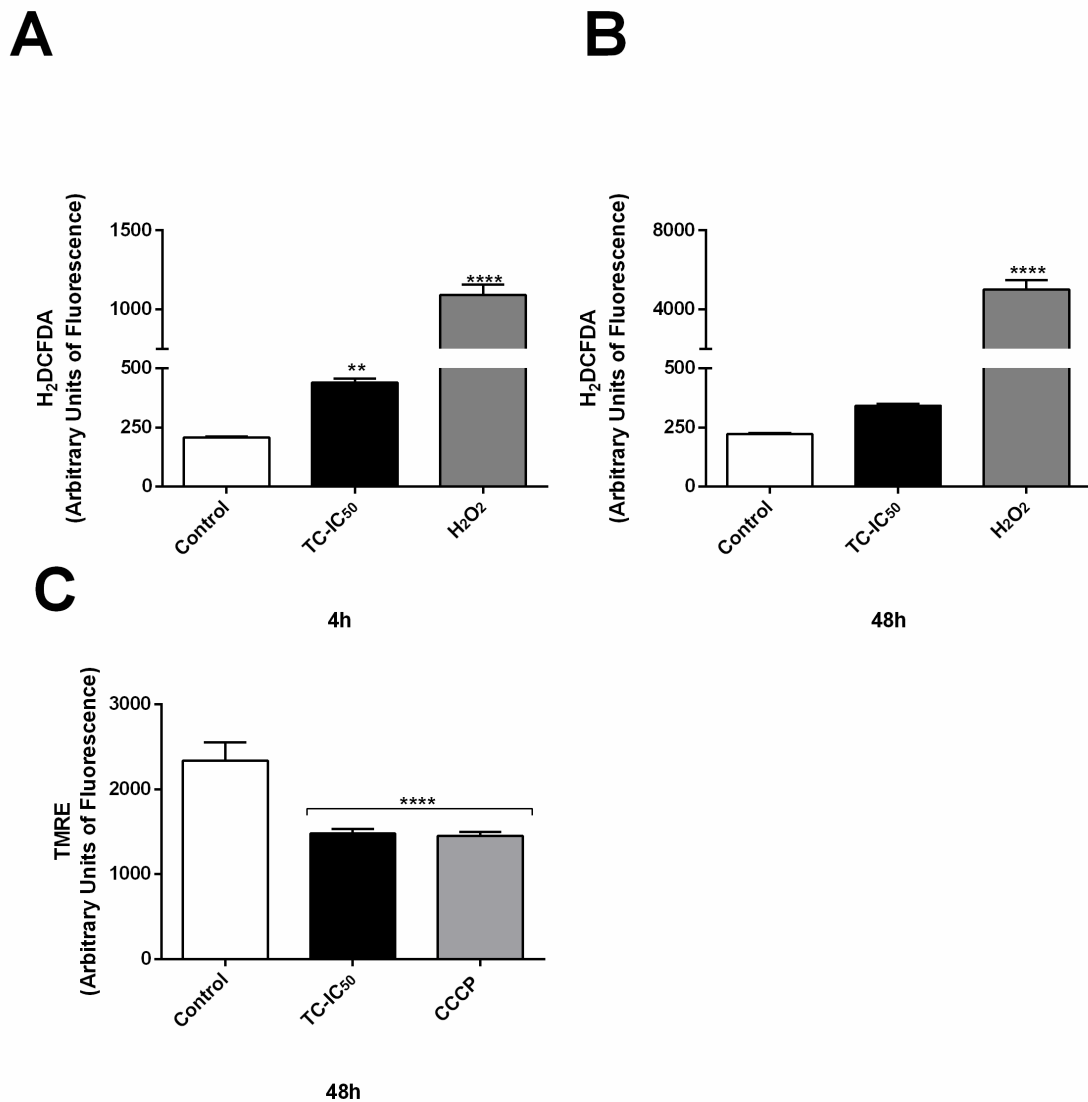 A
H₂DCFDA
(Arbitrary Units of Fluorescence)
1500
1000
500
250
0
**
****
Control
TC-IC₅₀
H₂O₂
4h
B
H₂DCFDA
(Arbitrary Units of Fluorescence)
8000
4000
500
250
0
****
Control
TC-IC₅₀
H₂O₂
48h
C
TMRE
(Arbitrary Units of Fluorescence)
3000
2000
1000
0
****
Control
TC-IC₅₀
CCCP
48h